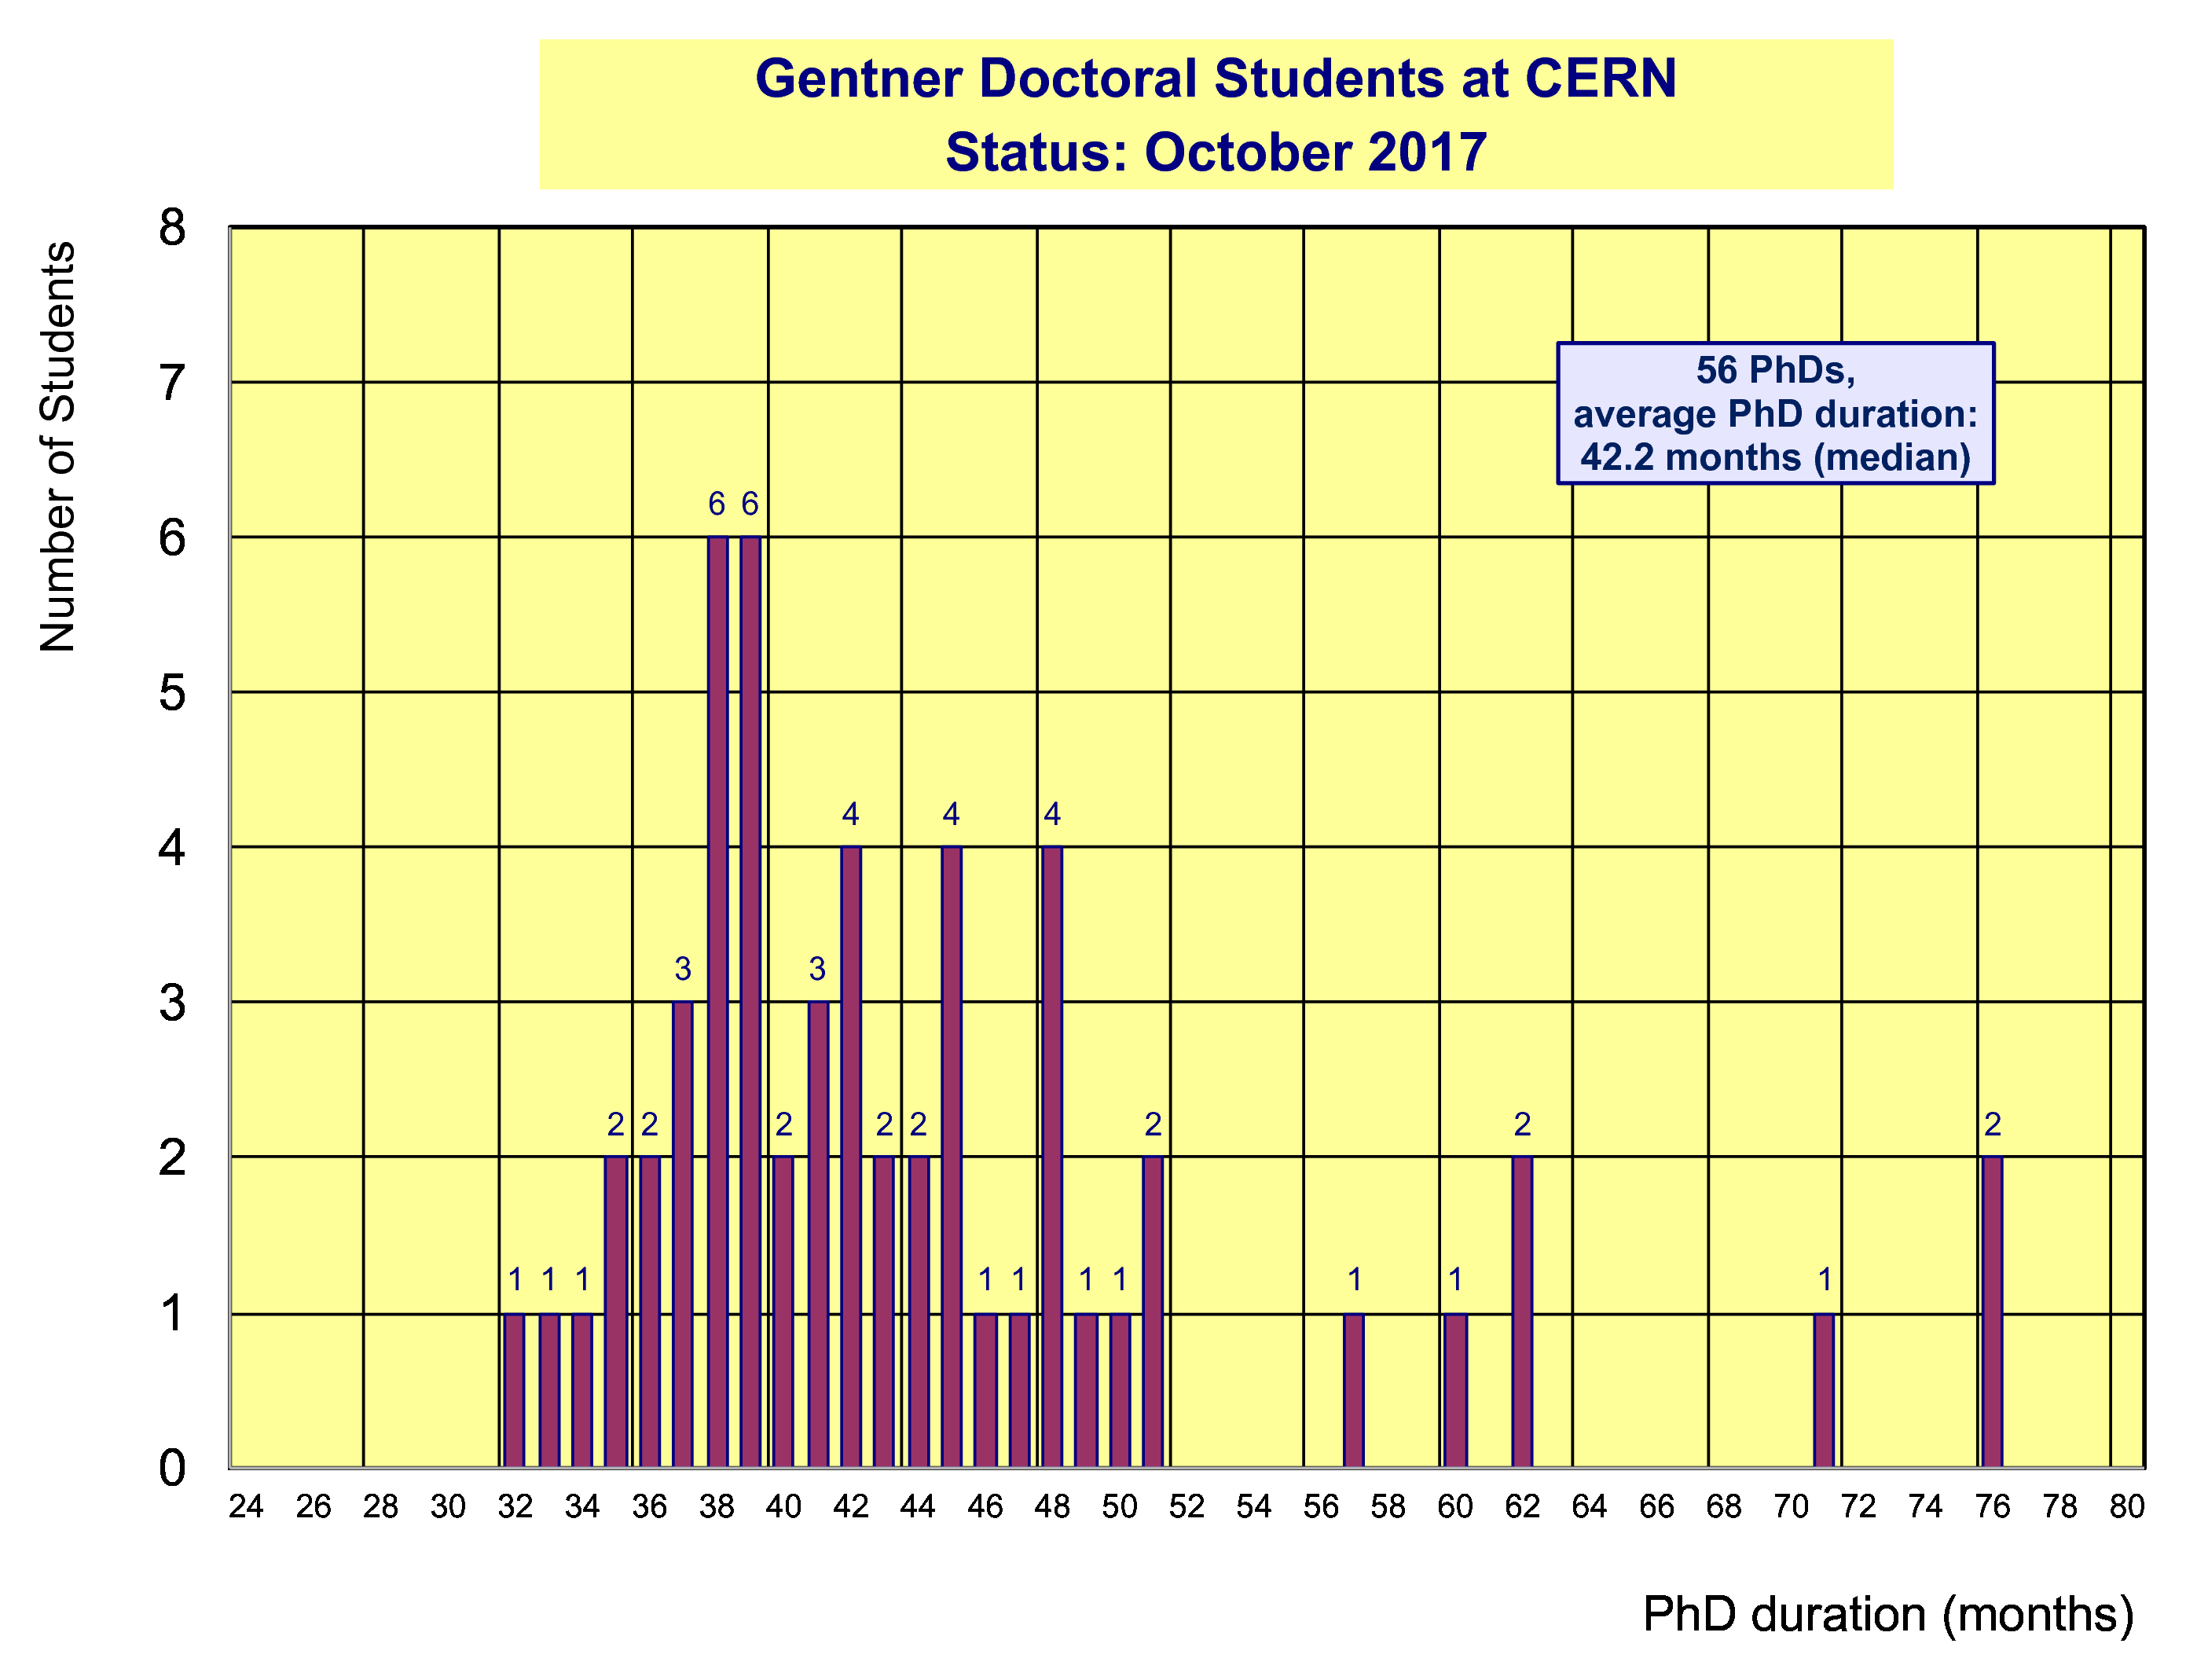 Gentner Doctoral Students at CERN
Status: October 2017
Number of Students
8
7
6
5
4
3
2
1
0
56 PhDs,
average PhD duration:
42.2 months (median)
1 1 1 2 2 3 6 6 2 3 4 2 2 4 1 1 4 1 1 2 1 1 2 1 2
24 26 28 30 32 34 36 38 40 42 44 46 48 50 52 54 56 58 60 62 64 66 68 70 72 74 76 78 80
PhD duration (months)